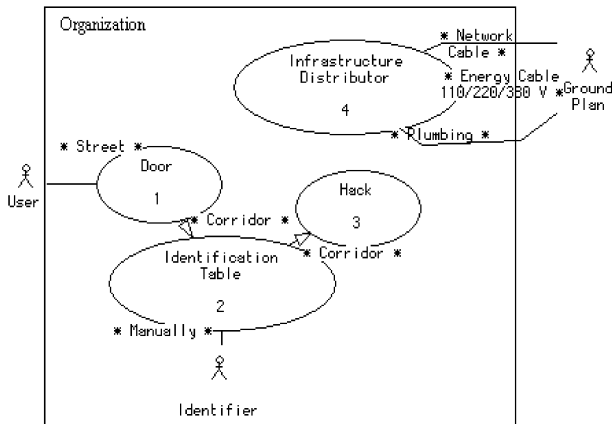 Organization
* Network
Cable *
Infrastructure
Distributor
4
* Energy Cable
110/220/380 V *
Ground
Plan
* Plumbing *
* Street *
User
Door
1
Hack
3
* Corridor *
* Corridor *
Identification
Table
2
* Manually *
Identifier